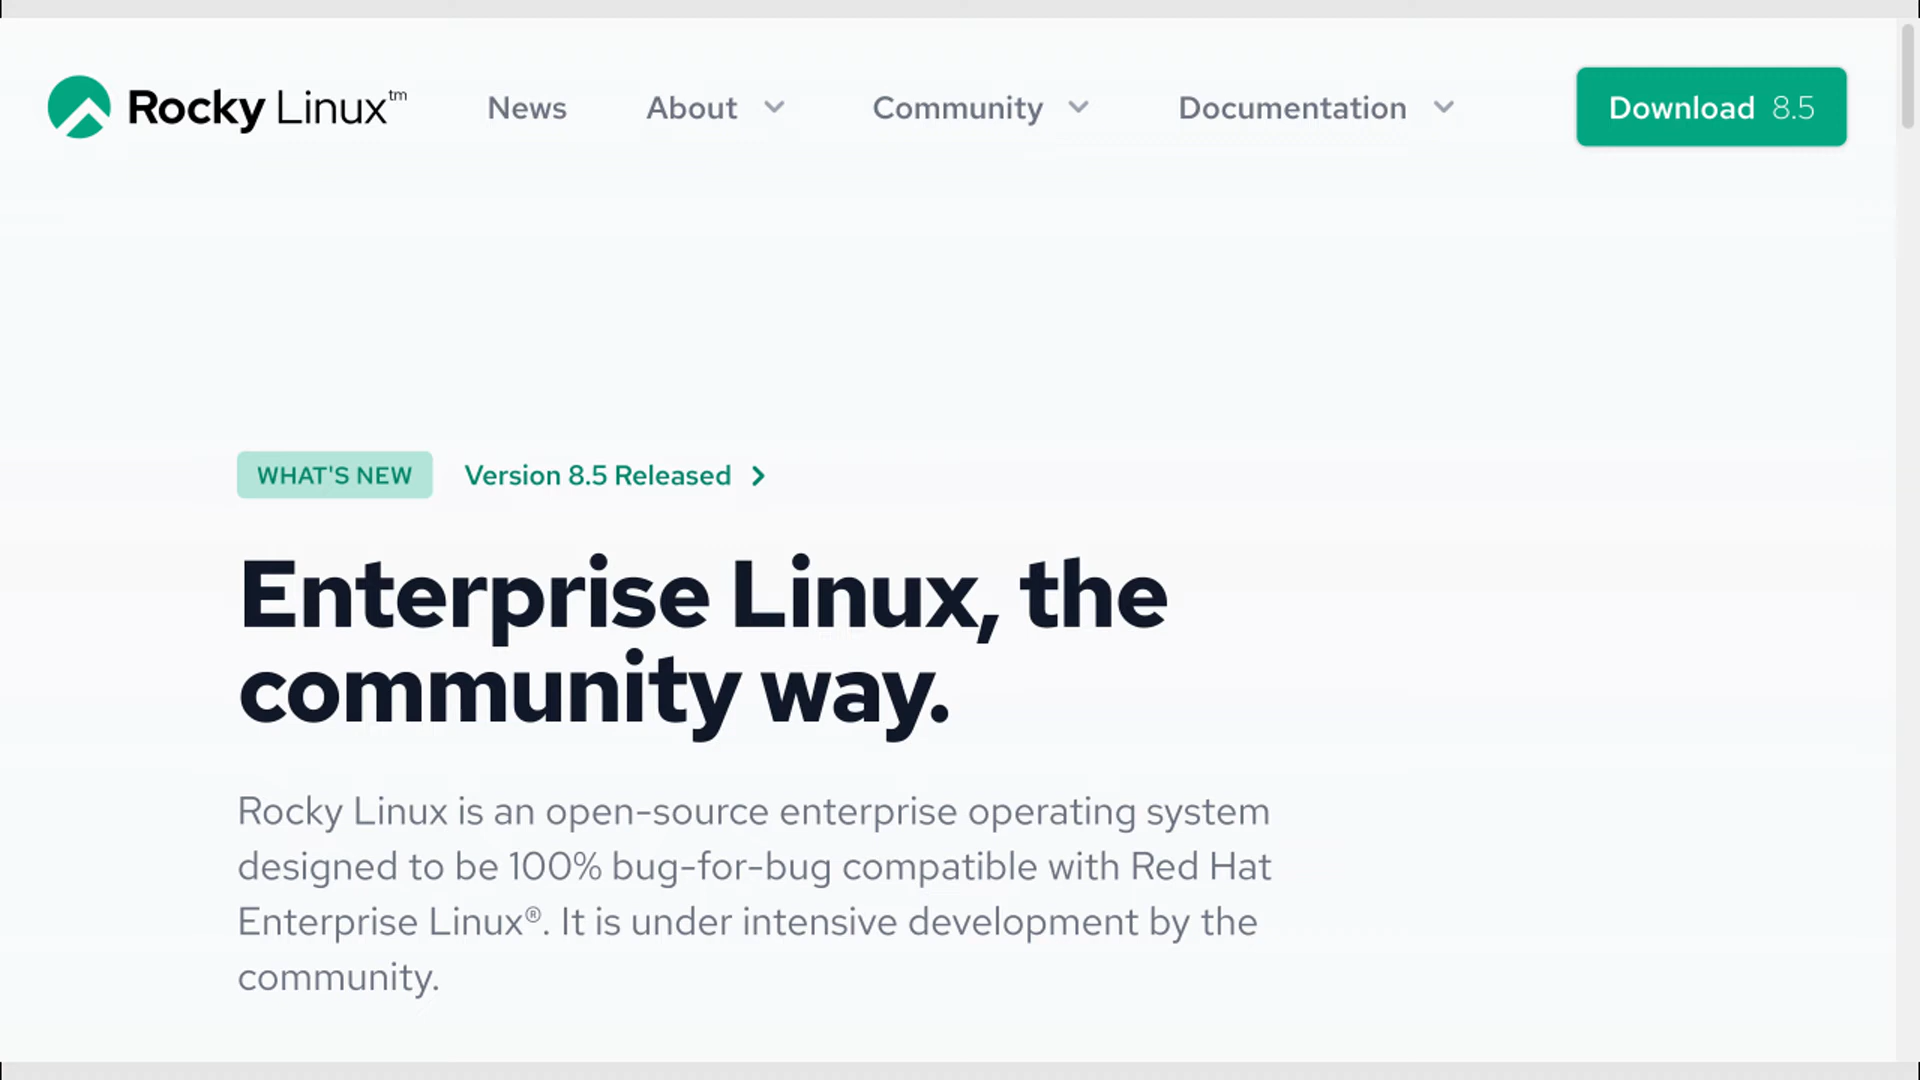 Rocky Linux™ News About Community Documentation Download 8.5
WHAT'S NEW Version 8.5 Released
Enterprise Linux, the
community way.
Rocky Linux is an open-source enterprise operating system
designed to be 100% bug-for-bug compatible with Red Hat
Enterprise Linux®. It is under intensive development by the
community.